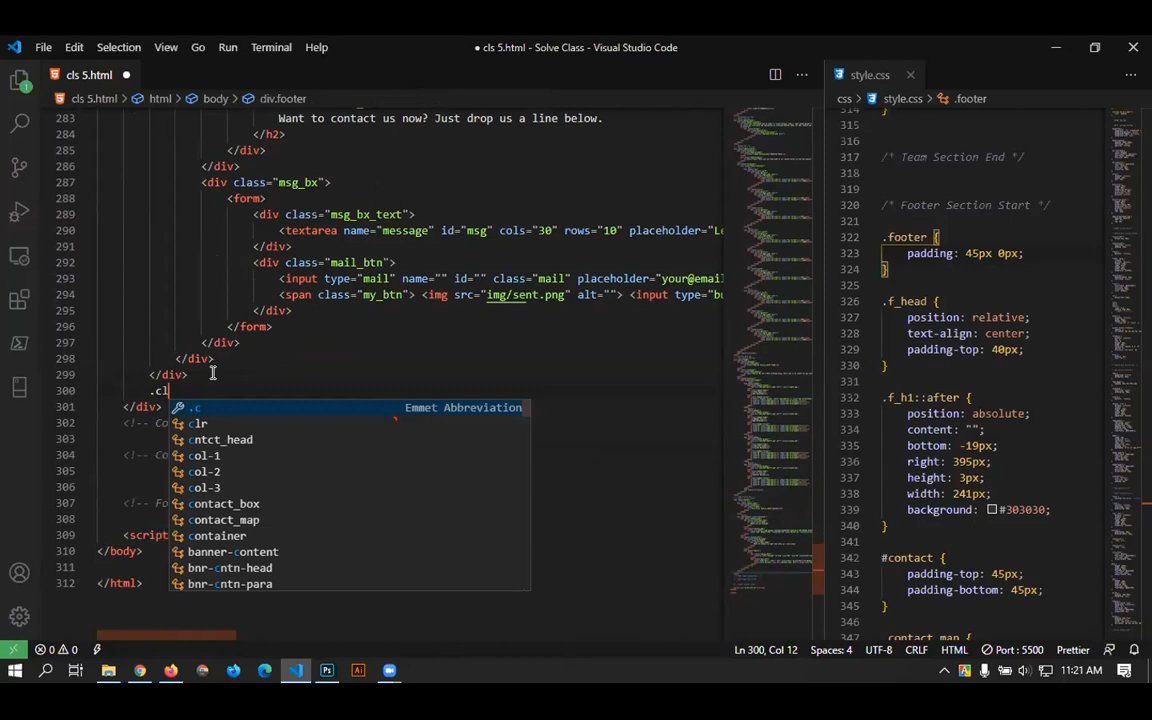 File Edit Selection View Go Run Terminal Help
● cls 5.html - Solve Class - Visual Studio Code
cls 5.html ●
style.css
cls 5.html > html > body > div.footer
css > style.css > .footer
283 Want to contact us now? Just drop us a line below.
284 </h2>
285 </div>
286 </div>
287 <div class="msg_bx">
288 <form>
289 <div class="msg_bx_text">
290 <textarea name="message" id="msg" cols="30" rows="10" placeholder="Le
291 </div>
292 <div class="mail_btn">
293 <input type="mail" name="" id="" class="mail" placeholder="your@email
294 <span class="my_btn"> <img src="img/sent.png" alt=""> <input type="bu
295 </div>
296 </form>
297 </div>
298 </div>
299 </div>
300 .cl
301 </div>
302 <!-- Co
303
304 <!-- Co
305
306
307 <!-- Fo
308
309 <script
310 </body>
311
312 </html>
.c Emmet Abbreviation
clr
cntct_head
col-1
col-2
col-3
contact_box
contact_map
container
banner-content
bnr-cntn-head
bnr-cntn-para
314 }
315
316
317 /* Team Section End */
318
319
320 /* Footer Section Start */
321
322 .footer {
323 padding: 45px 0px;
324 }
325
326 .f_head {
327 position: relative;
328 text-align: center;
329 padding-top: 40px;
330 }
331
332 .f_h1::after {
333 position: absolute;
334 content: "";
335 bottom: -19px;
336 right: 395px;
337 height: 3px;
338 width: 241px;
339 background: #303030;
340 }
341
342 #contact {
343 padding-top: 45px;
344 padding-bottom: 45px;
345 }
346
347 .contact_map {
0 0 Ln 300, Col 12 Spaces: 4 UTF-8 CRLF HTML Port : 5500 Prettier
11:21 AM